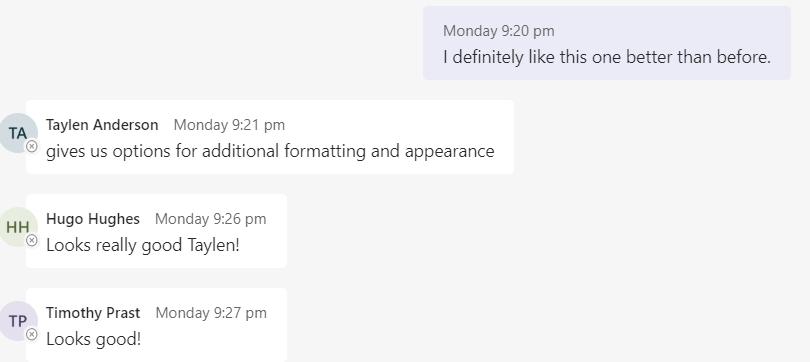 Monday 9:20 pm
I definitely like this one better than before.
TA
Taylen Anderson Monday 9:21 pm
gives us options for additional formatting and appearance
HH
Hugo Hughes Monday 9:26 pm
Looks really good Taylen!
TP
Timothy Prast Monday 9:27 pm
Looks good!